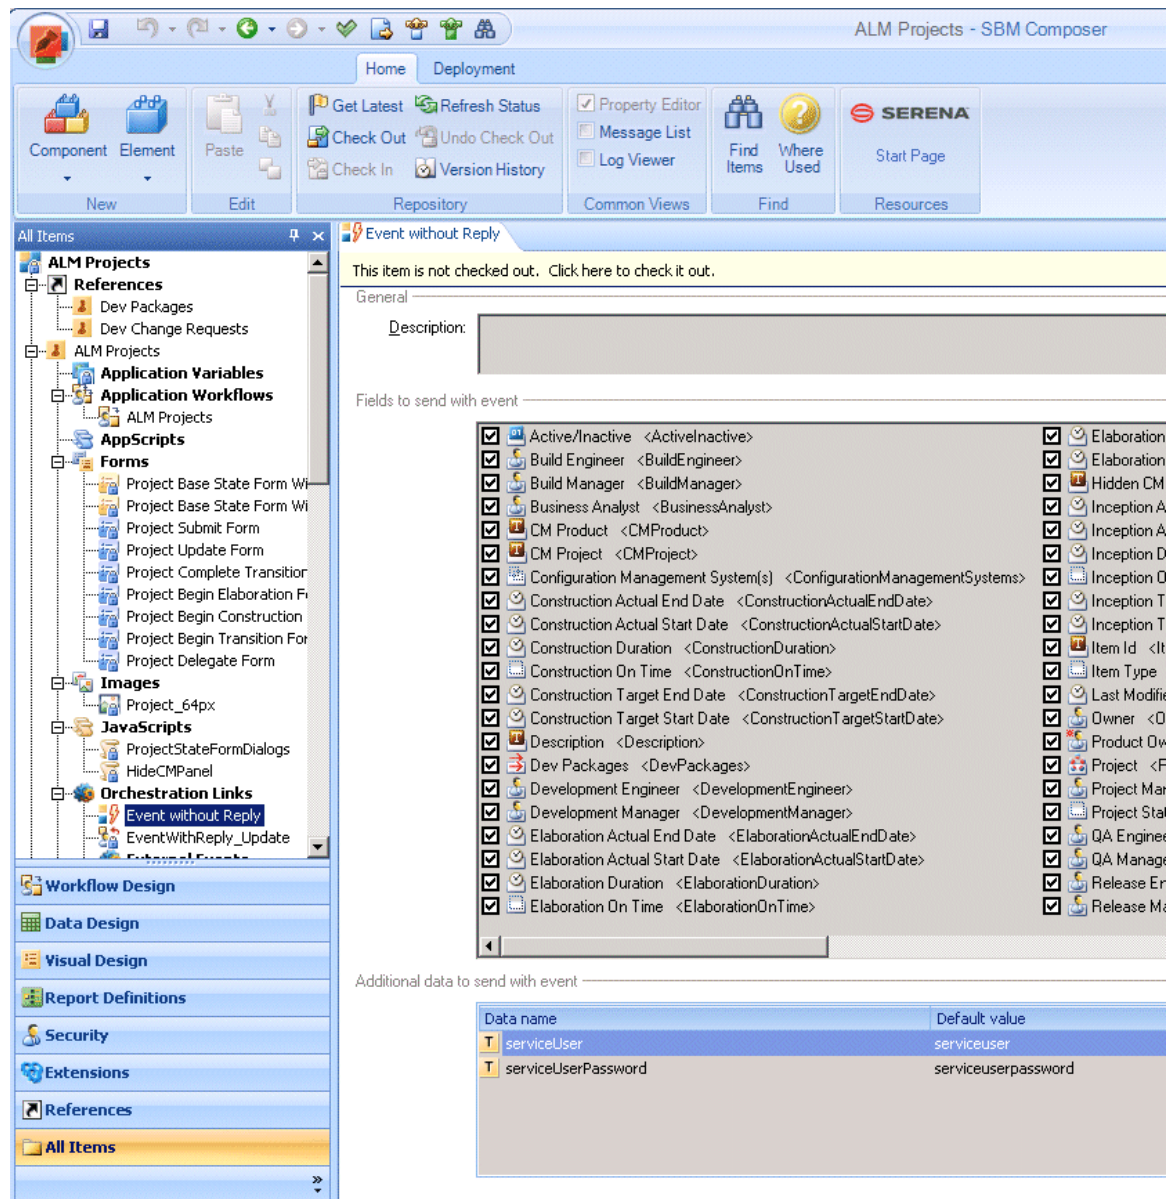 ALM Projects - SBM Composer
Home Deployment
Component Element
Paste
Get Latest Refresh Status
Check Out Undo Check Out
Check In Version History
Property Editor
Message List
Log Viewer
Find Items
Where Used
SERENA
Start Page
New Edit Repository Common Views Find Resources
All Items
ALM Projects
References
Dev Packages
Dev Change Requests
ALM Projects
Application Variables
Application Workflows
ALM Projects
AppScripts
Forms
Project Base State Form Wi
Project Base State Form Wi
Project Submit Form
Project Update Form
Project Complete Transition
Project Begin Elaboration F
Project Begin Construction
Project Begin Transition For
Project Delegate Form
Images
Project_64px
JavaScripts
ProjectStateFormDialogs
HideCMPanel
Orchestration Links
Event without Reply
EventWithReply_Update
External Events
Workflow Design
Data Design
Visual Design
Report Definitions
Security
Extensions
References
All Items
Event without Reply
This item is not checked out. Click here to check it out.
General
Description:
Fields to send with event
Active/Inactive <ActiveInactive>
Build Engineer <BuildEngineer>
Build Manager <BuildManager>
Business Analyst <BusinessAnalyst>
CM Product <CMProduct>
CM Project <CMProject>
Configuration Management System(s) <ConfigurationManagementSystems>
Construction Actual End Date <ConstructionActualEndDate>
Construction Actual Start Date <ConstructionActualStartDate>
Construction Duration <ConstructionDuration>
Construction On Time <ConstructionOnTime>
Construction Target End Date <ConstructionTargetEndDate>
Construction Target Start Date <ConstructionTargetStartDate>
Description <Description>
Dev Packages <DevPackages>
Development Engineer <DevelopmentEngineer>
Development Manager <DevelopmentManager>
Elaboration Actual End Date <ElaborationActualEndDate>
Elaboration Actual Start Date <ElaborationActualStartDate>
Elaboration Duration <ElaborationDuration>
Elaboration On Time <ElaborationOnTime>
Elaboration
Elaboration
Hidden CM
Inception A
Inception A
Inception D
Inception O
Inception T
Inception T
Item Id <It
Item Type
Last Modifie
Owner <O
Product Ow
Project <P
Project Mar
Project Stat
QA Enginee
QA Manage
Release En
Release Ma
Additional data to send with event
Data name Default value
serviceUser serviceuser
serviceUserPassword serviceuserpassword